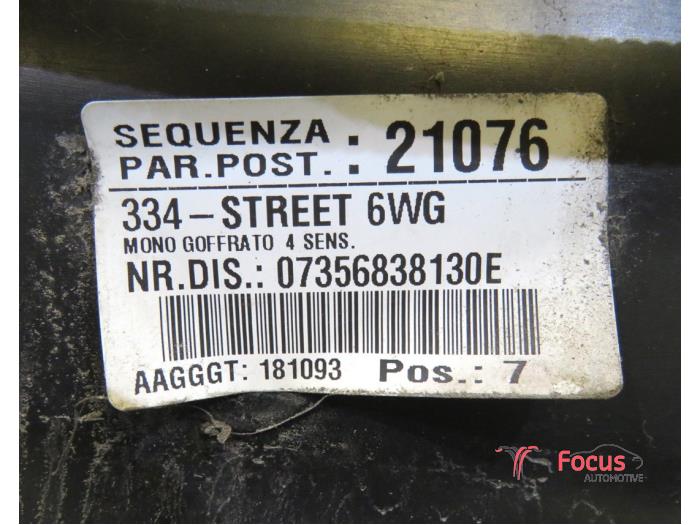 SEQUENZA
PAR.POST. : 21076
334-STREET 6WG
MONO GOFFRATO 4 SENS.
NR.DIS.: 07356838130E
AAGGGT: 181093 Pos.: 7
Focus
AUTOMOTIVE